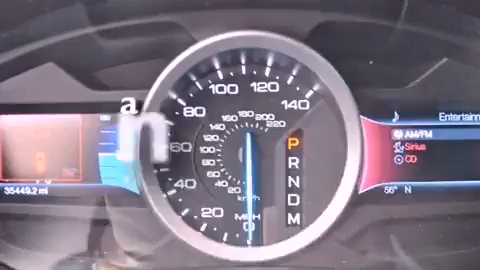 a
n
35449.2 mi
100
120
80
140
60
40
20
MPH
0
160
180
200
140
220
120
100
80
60
40
20
km/h
P
R
N
D
M
Entertainm
AM/FM
Sirius
CD
56° N